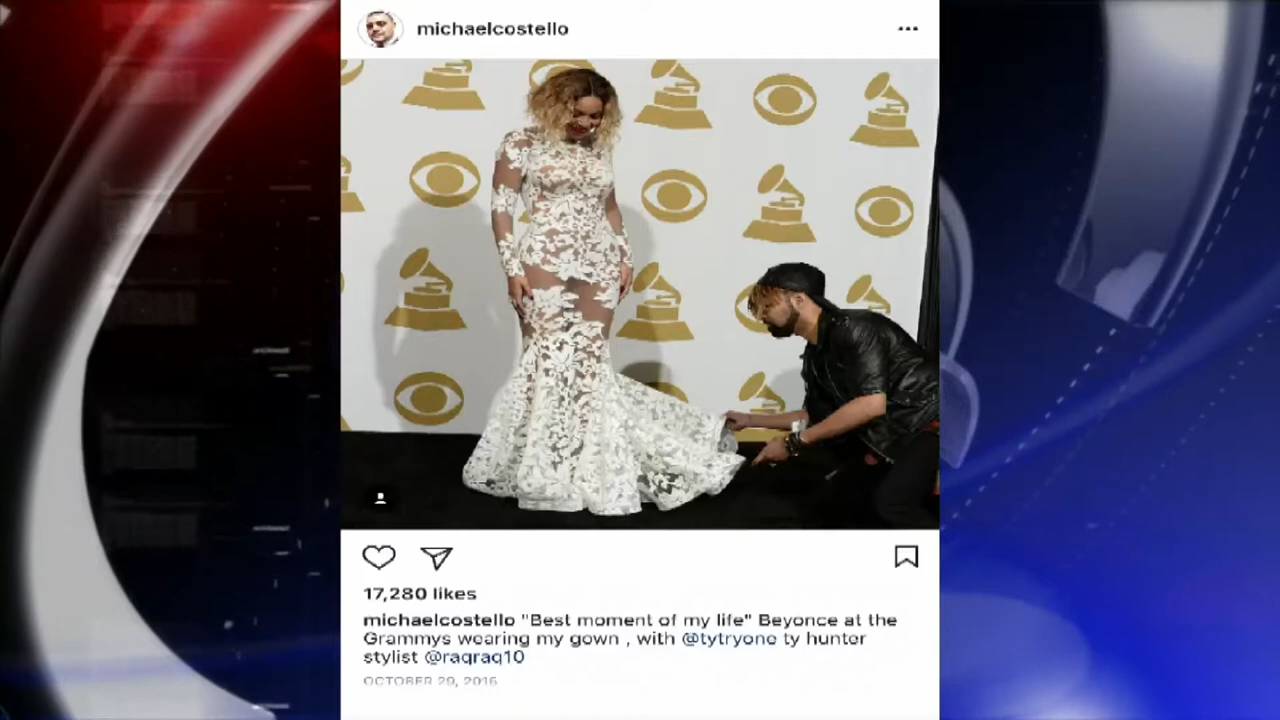 michaelcostello
17,280 likes
michaelcostello "Best moment of my life" Beyonce at the
Grammys wearing my gown , with @tytryone ty hunter
stylist @raqraq10
OCTOBER 29, 2016